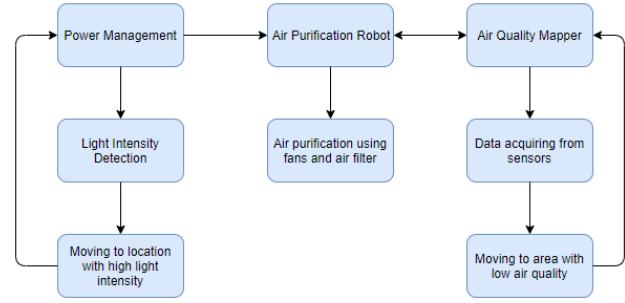 Power Management
Air Purification Robot
Air Quality Mapper
Light Intensity
Detection
Air purification using
fans and air filter
Data acquiring from
sensors
Moving to location
with high light
intensity
Moving to area with
low air quality